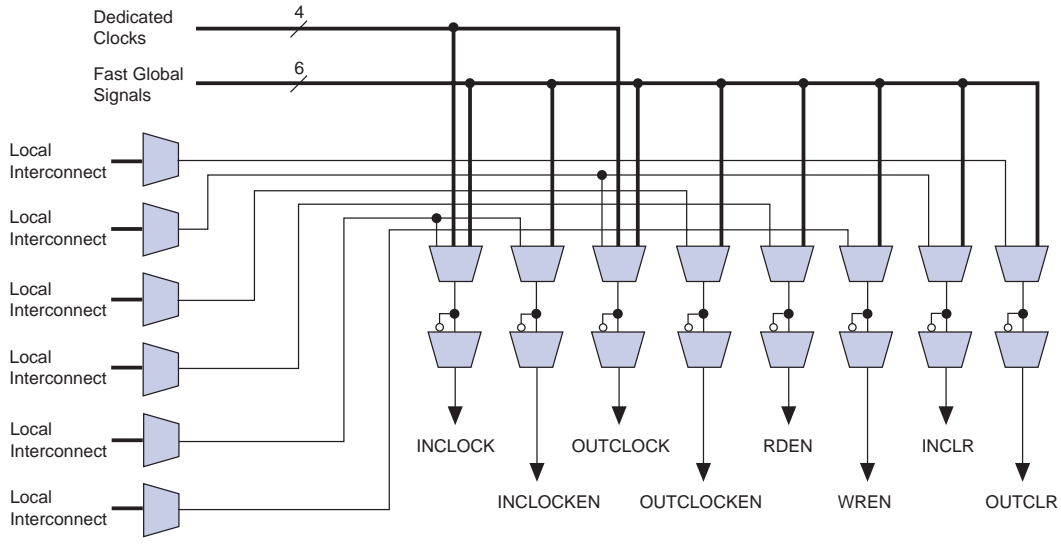 Dedicated
Clocks
4
Fast Global
Signals
6
Local
Interconnect
Local
Interconnect
Local
Interconnect
Local
Interconnect
Local
Interconnect
Local
Interconnect
INCLOCK
OUTCLOCK
RDEN
INCLR
INCLOCKEN
OUTCLOCKEN
WREN
OUTCLR